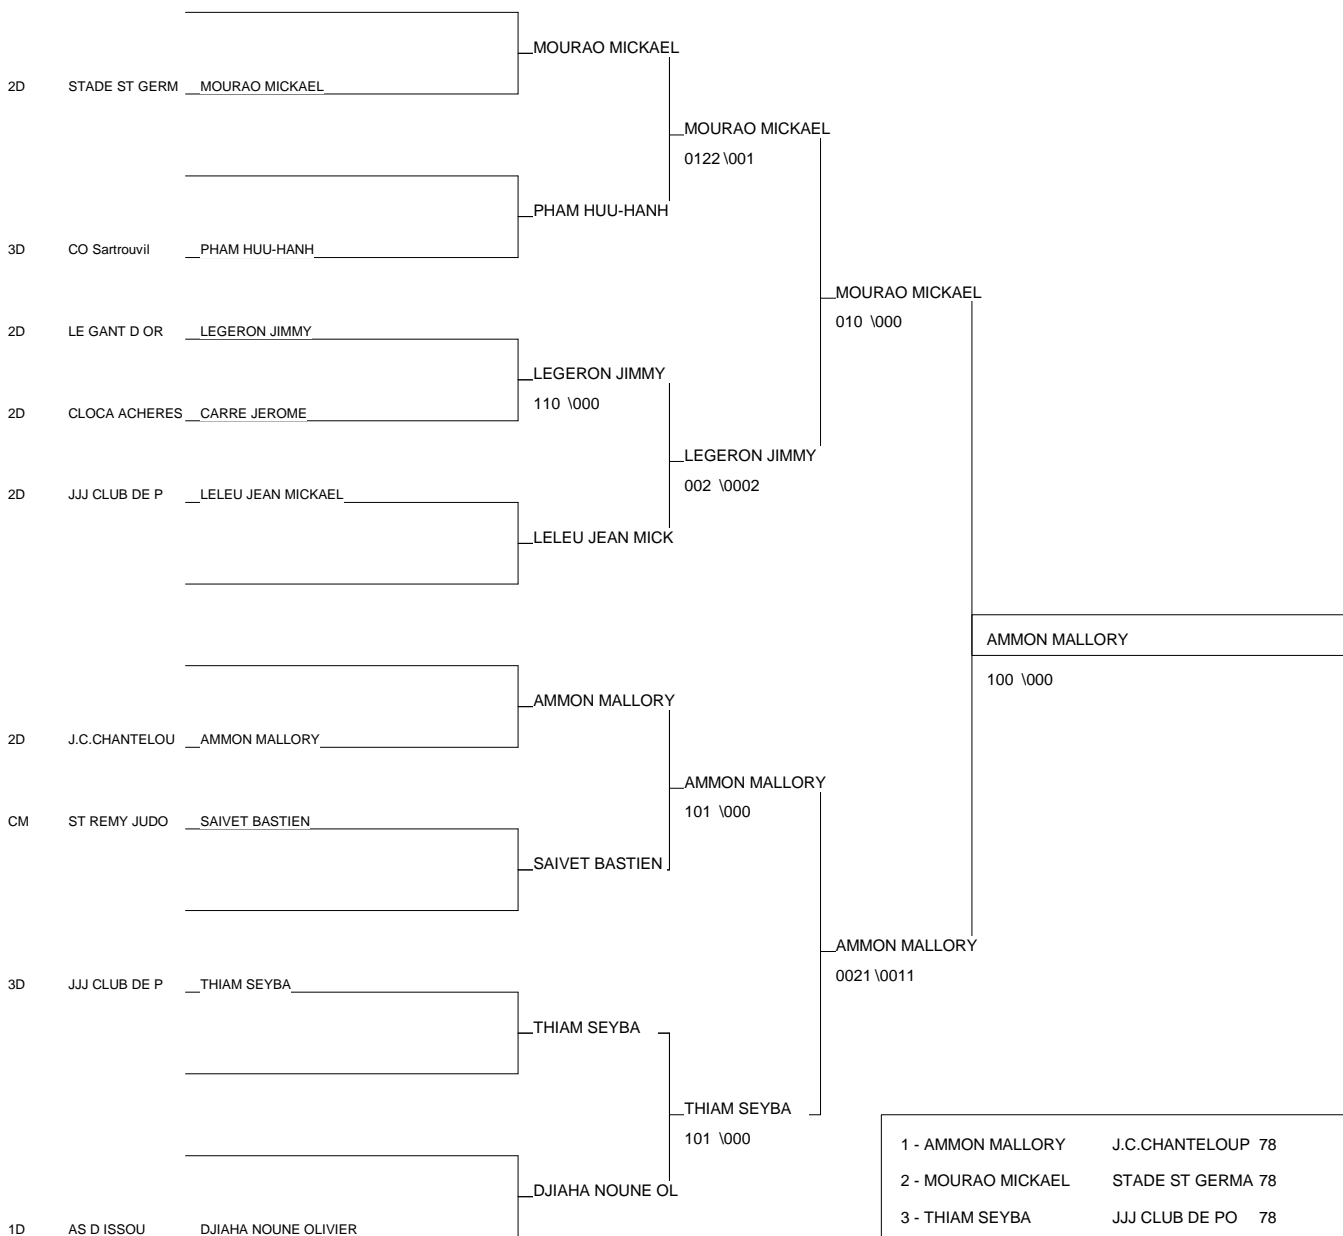 MOURAO MICKAEL
2D STADE ST GERM MOURAO MICKAEL
MOURAO MICKAEL
0122 \001
PHAM HUU-HANH
3D CO Sartrouvil PHAM HUU-HANH
MOURAO MICKAEL
010 \000
2D LE GANT D OR LEGERON JIMMY
LEGERON JIMMY
110 \000
2D CLOCA ACHERES CARRE JEROME
LEGERON JIMMY
002 \0002
2D JJJ CLUB DE P LELEU JEAN MICKAEL
LELEU JEAN MICK
AMMON MALLORY
100 \000
AMMON MALLORY
2D J.C.CHANTELOU AMMON MALLORY
AMMON MALLORY
101 \000
CM ST REMY JUDO SAIVET BASTIEN
SAIVET BASTIEN
AMMON MALLORY
0021 \0011
3D JJJ CLUB DE P THIAM SEYBA
THIAM SEYBA
THIAM SEYBA
101 \000
1 - AMMON MALLORY J.C.CHANTELOUP 78
2 - MOURAO MICKAEL STADE ST GERMA 78
DJIAHA NOUNE OL
3 - THIAM SEYBA JJJ CLUB DE PO 78
1D AS D ISSOU DJIAHA NOUNE OLIVIER